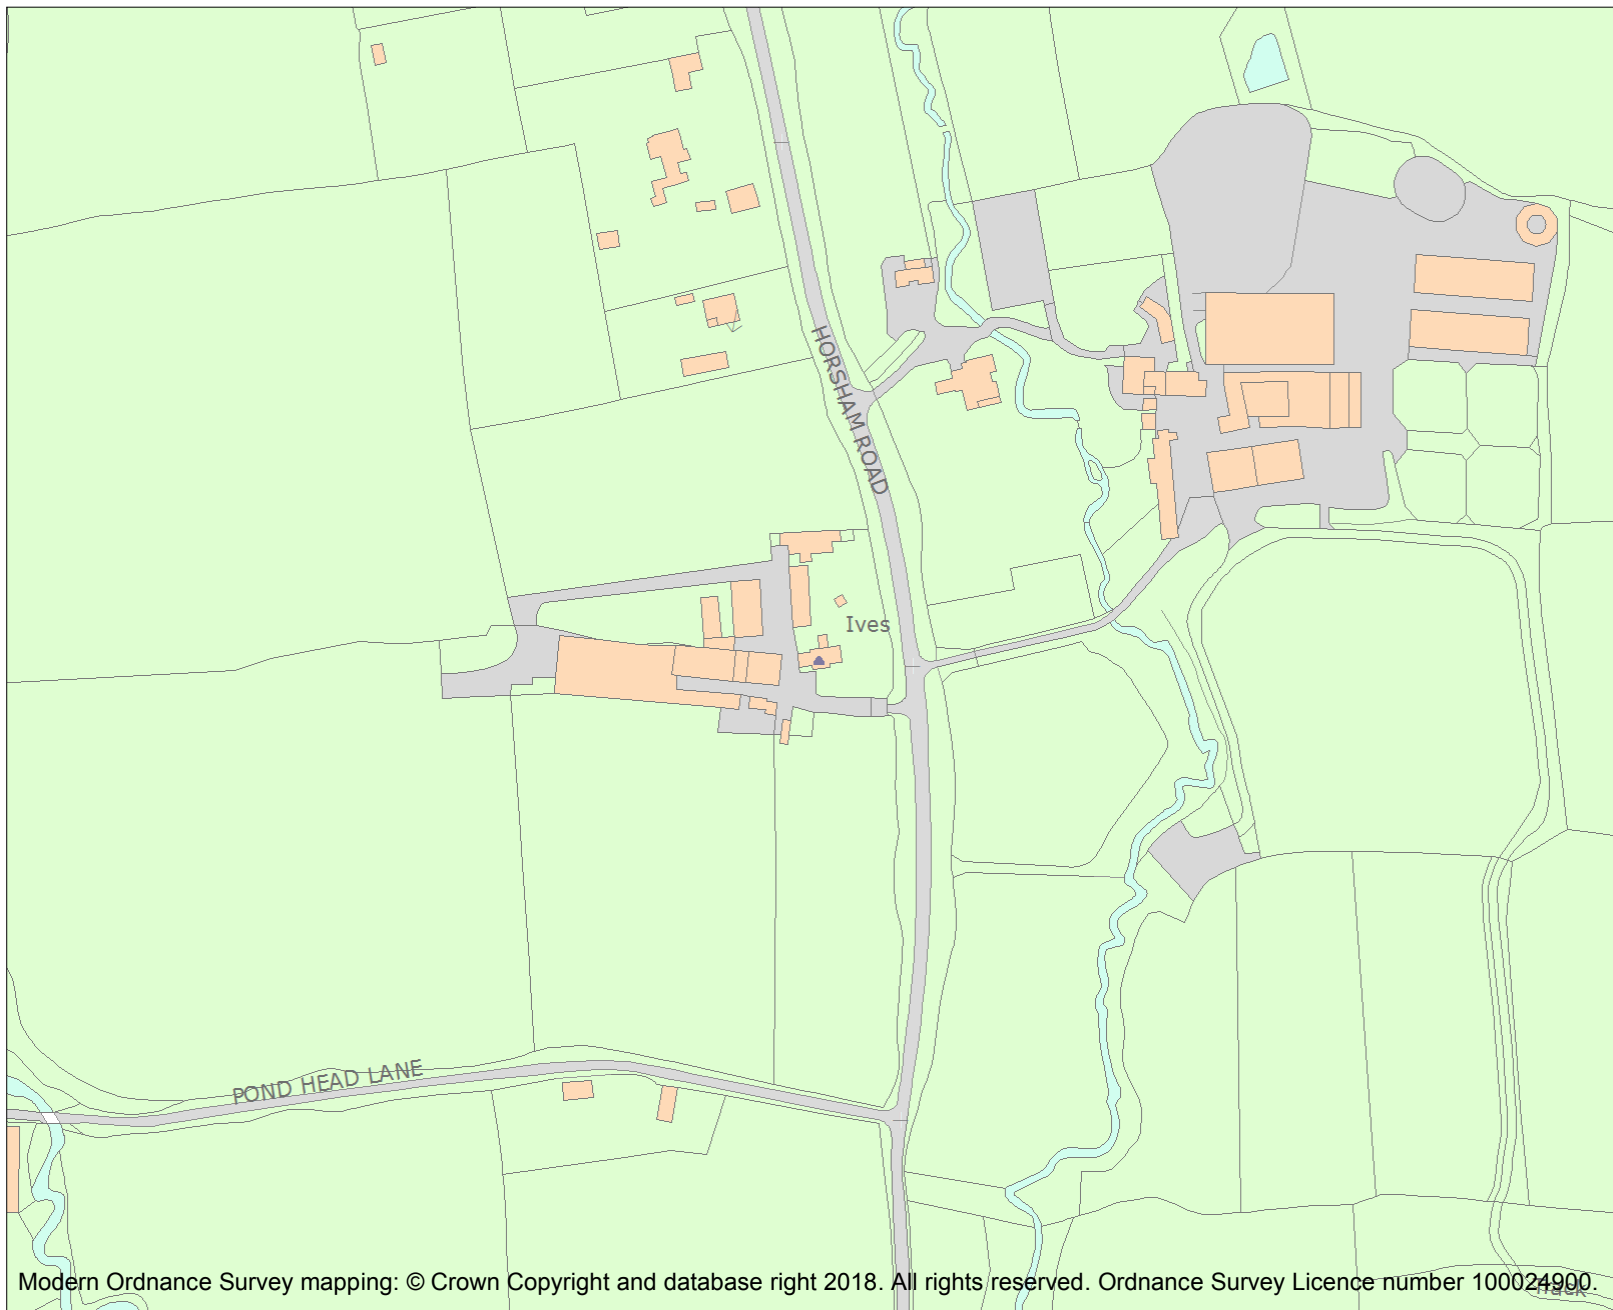 HORSHAM ROAD
Ives
POND HEAD LANE
Track
Modern Ordnance Survey mapping: © Crown Copyright and database right 2018. All rights reserved. Ordnance Survey Licence number 100024900.